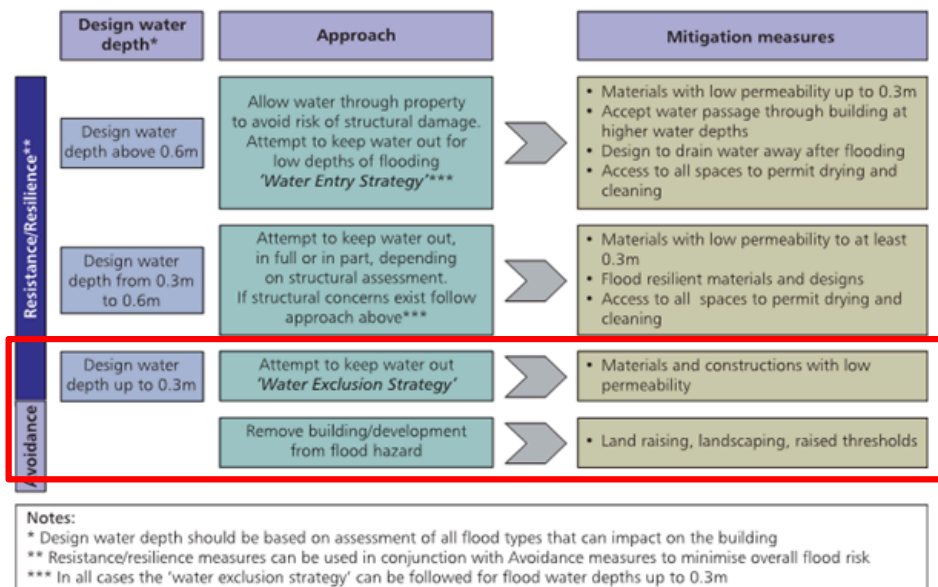 Design water
depth*
Approach
Mitigation measures
Resistance/Resilience**
Design water
depth above 0.6m
Allow water through property
to avoid risk of structural damage.
Attempt to keep water out for
low depths of flooding
'Water Entry Strategy'***
• Materials with low permeability up to 0.3m
• Accept water passage through building at
higher water depths
• Design to drain water away after flooding
• Access to all spaces to permit drying and
cleaning
Design water
depth from 0.3m
to 0.6m
Attempt to keep water out,
in full or in part, depending
on structural assessment.
If structural concerns exist follow
approach above***
• Materials with low permeability to at least
0.3m
• Flood resilient materials and designs
• Access to all spaces to permit drying and
cleaning
Design water
depth up to 0.3m
Attempt to keep water out
'Water Exclusion Strategy'
• Materials and constructions with low
permeability
Avoidance
Remove building/development
from flood hazard
• Land raising, landscaping, raised thresholds
Notes:
* Design water depth should be based on assessment of all flood types that can impact on the building
** Resistance/resilience measures can be used in conjunction with Avoidance measures to minimise overall flood risk
*** In all cases the 'water exclusion strategy' can be followed for flood water depths up to 0.3m